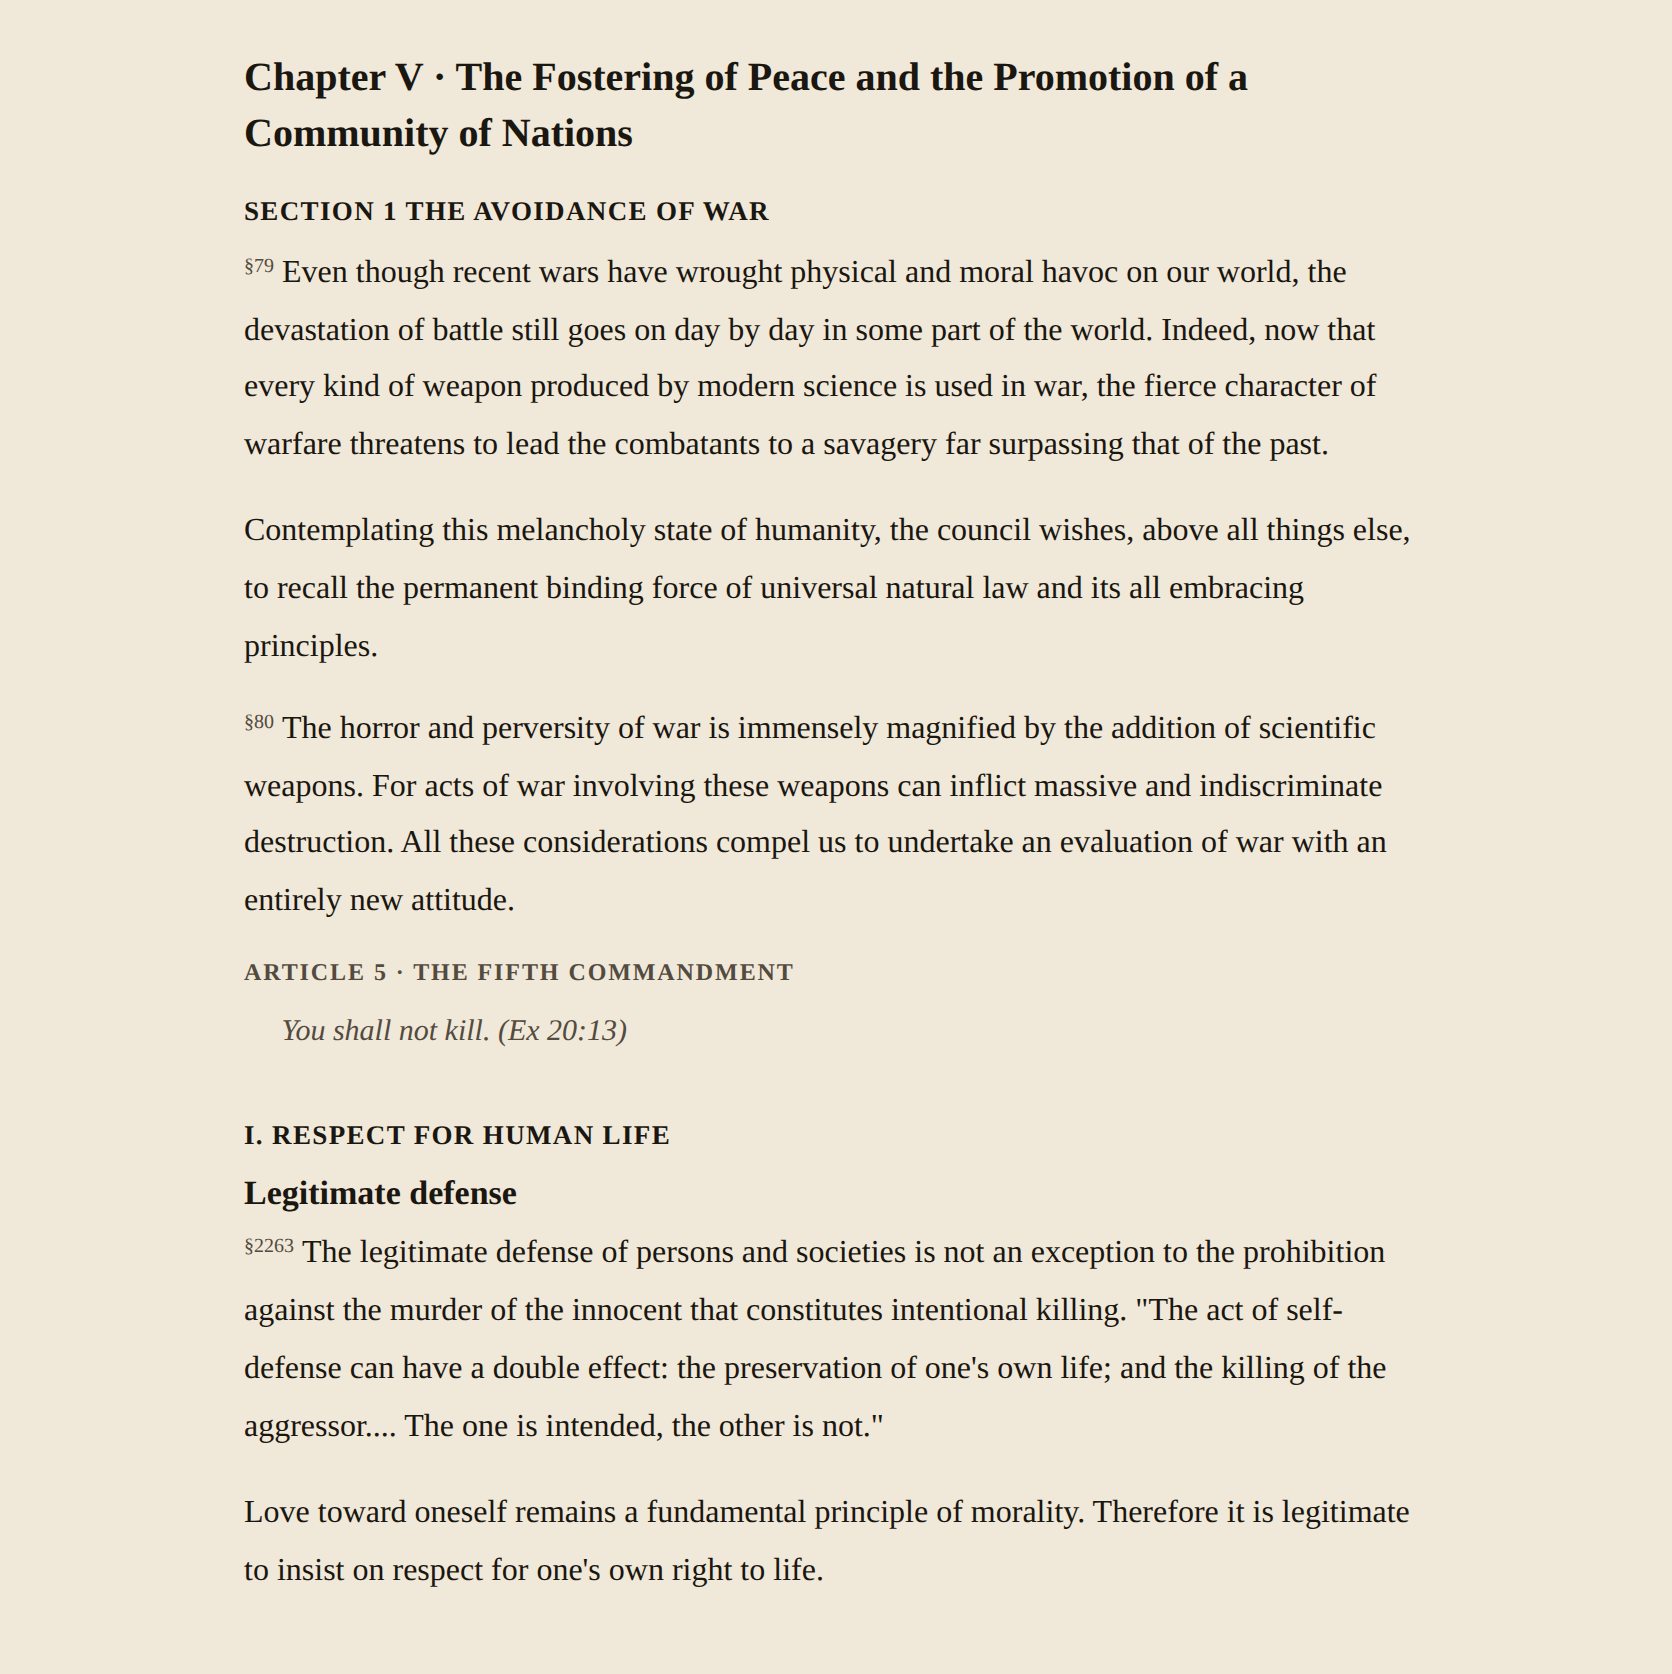 Chapter V · The Fostering of Peace and the Promotion of a
Community of Nations
SECTION 1 THE AVOIDANCE OF WAR
§79 Even though recent wars have wrought physical and moral havoc on our world, the
devastation of battle still goes on day by day in some part of the world. Indeed, now that
every kind of weapon produced by modern science is used in war, the fierce character of
warfare threatens to lead the combatants to a savagery far surpassing that of the past.
Contemplating this melancholy state of humanity, the council wishes, above all things else,
to recall the permanent binding force of universal natural law and its all embracing
principles.
§80 The horror and perversity of war is immensely magnified by the addition of scientific
weapons. For acts of war involving these weapons can inflict massive and indiscriminate
destruction. All these considerations compel us to undertake an evaluation of war with an
entirely new attitude.
ARTICLE 5 · THE FIFTH COMMANDMENT
You shall not kill. (Ex 20:13)
I. RESPECT FOR HUMAN LIFE
Legitimate defense
§2263 The legitimate defense of persons and societies is not an exception to the prohibition
against the murder of the innocent that constitutes intentional killing. "The act of self-
defense can have a double effect: the preservation of one's own life; and the killing of the
aggressor.... The one is intended, the other is not."
Love toward oneself remains a fundamental principle of morality. Therefore it is legitimate
to insist on respect for one's own right to life.